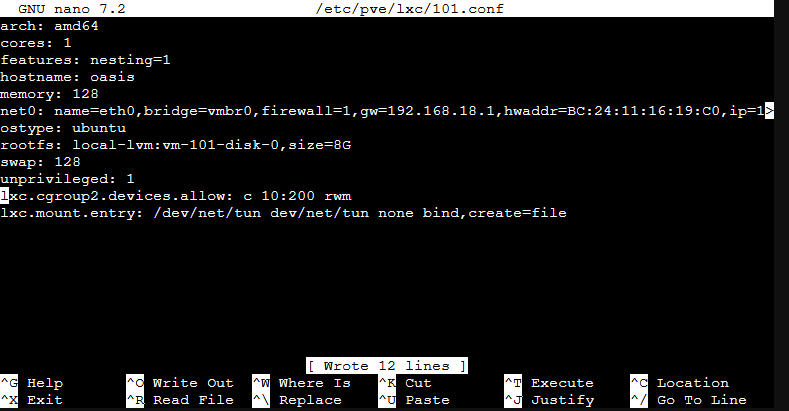 GNU nano 7.2 /etc/pve/lxc/101.conf
arch: amd64
cores: 1
features: nesting=1
hostname: oasis
memory: 128
net0: name=eth0,bridge=vmbr0,firewall=1,gw=192.168.18.1,hwaddr=BC:24:11:16:19:C0,ip=1>
ostype: ubuntu
rootfs: local-lvm:vm-101-disk-0,size=8G
swap: 128
unprivileged: 1
lxc.cgroup2.devices.allow: c 10:200 rwm
lxc.mount.entry: /dev/net/tun dev/net/tun none bind,create=file
[ Wrote 12 lines ]
^G Help ^O Write Out ^W Where Is ^K Cut ^T Execute ^C Location
^X Exit ^R Read File ^\ Replace ^U Paste ^J Justify ^/ Go To Line